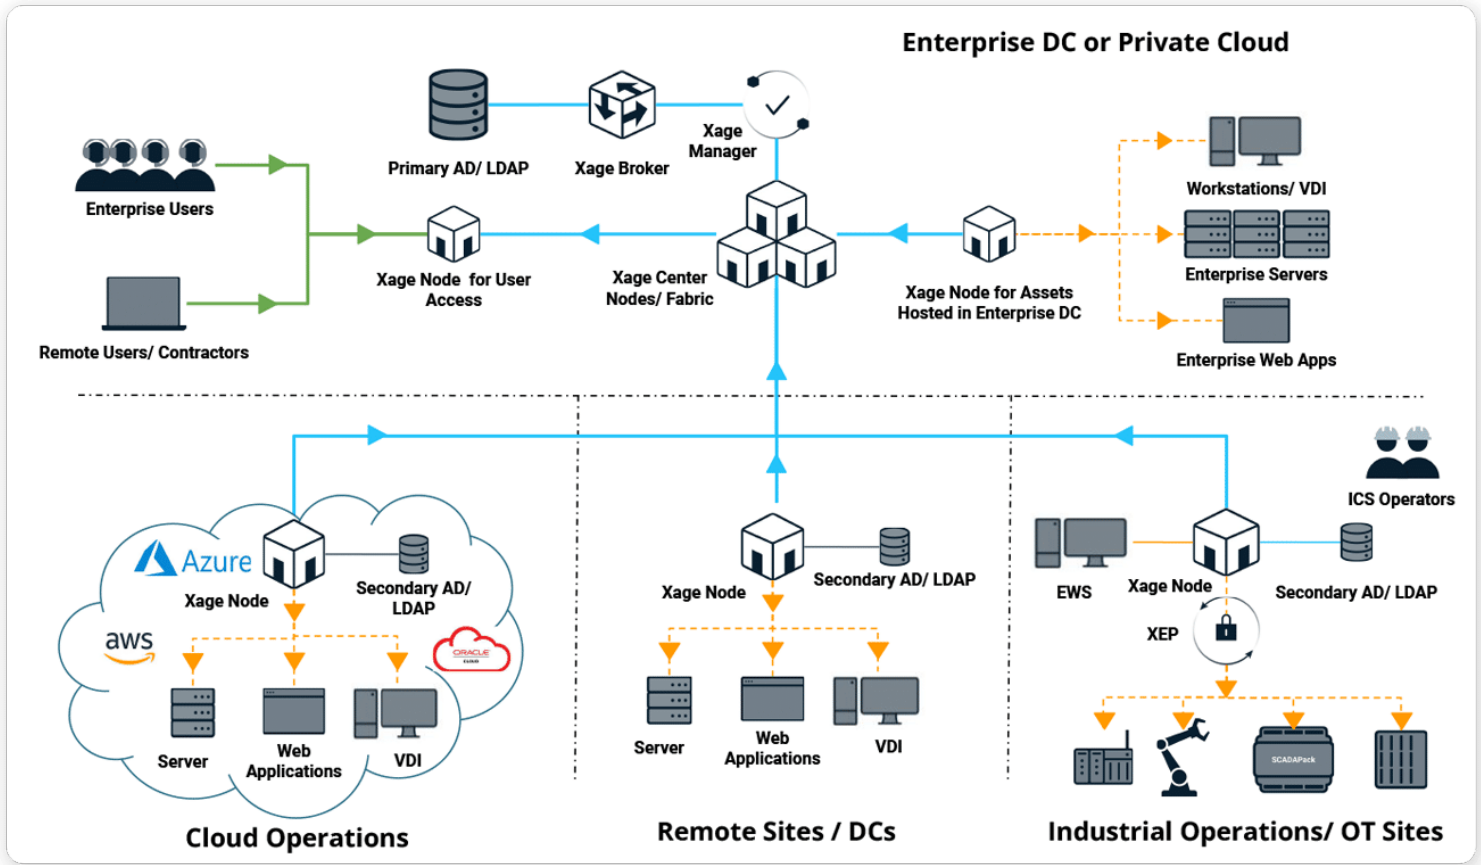 Enterprise DC or Private Cloud
Primary AD/ LDAP
Xage Broker
Xage
Manager
Enterprise Users
Workstations/ VDI
Xage Node for User
Access
Xage Center
Nodes/ Fabric
Xage Node for Assets
Hosted in Enterprise DC
Enterprise Servers
Remote Users/ Contractors
Enterprise Web Apps
Azure
Xage Node
Secondary AD/
LDAP
aws
ORACLE
CLOUD
Server
Web
Applications
VDI
Cloud Operations
Xage Node
Secondary AD/ LDAP
Server
Web
Applications
VDI
Remote Sites / DCs
ICS Operators
EWS
Xage Node
Secondary AD/ LDAP
XEP
SCADAPack
Industrial Operations/ OT Sites